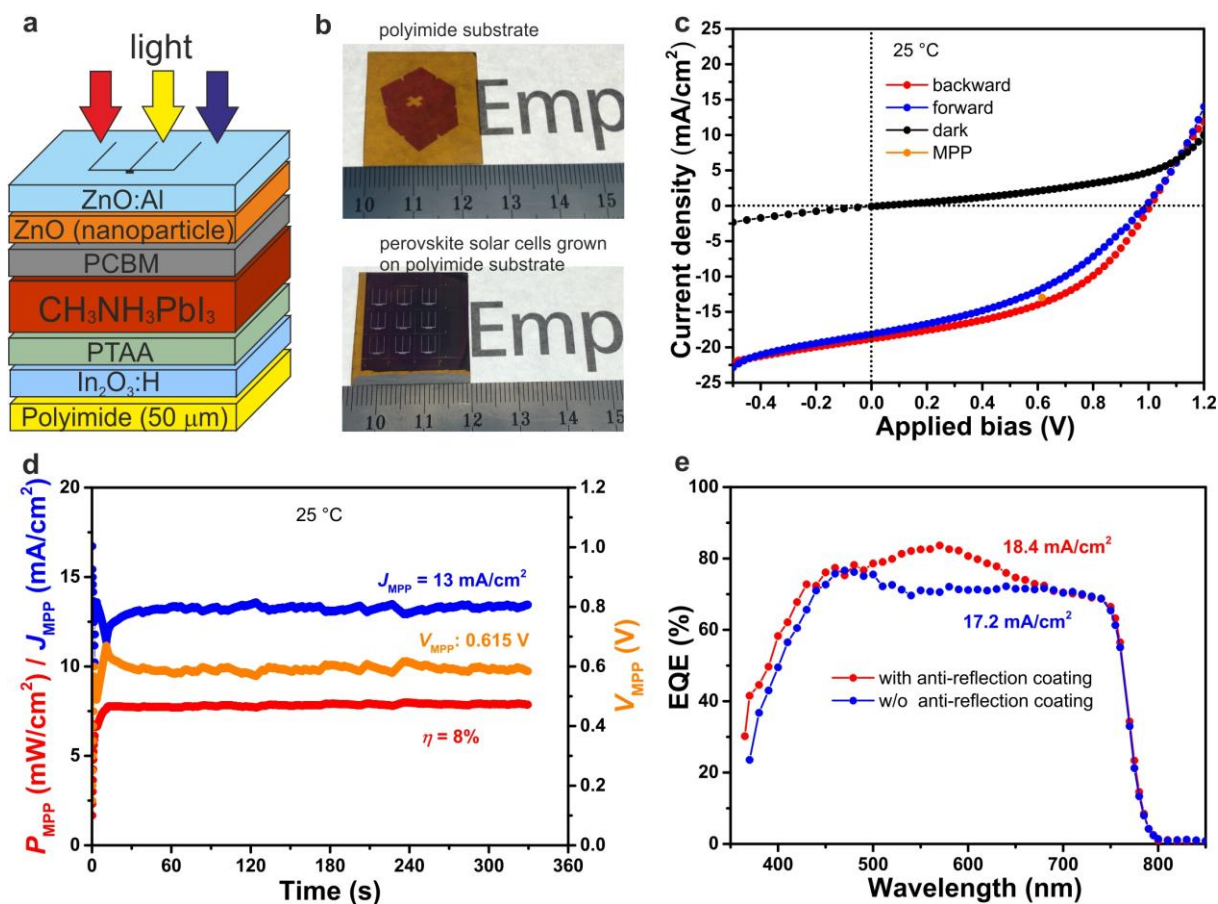 a
light
ZnO:Al
ZnO (nanoparticle)
PCBM
CH₃NH₃PbI₃
PTAA
In₂O₃:H
Polyimide (50 μm)
b
polyimide substrate
Emp
10 11 12 13 14 15
perovskite solar cells grown
on polyimide substrate
Emp
10 11 12 13 14 15
c
25 °C
backward
forward
dark
MPP
Current density (mA/cm²)
25
20
15
10
5
0
-5
-10
-15
-20
-25
-0.4 -0.2 0.0 0.2 0.4 0.6 0.8 1.0 1.2
Applied bias (V)
d
25 °C
P_MPP (mW/cm²) / J_MPP (mA/cm²)
20
15
10
5
0
J_MPP = 13 mA/cm²
V_MPP: 0.615 V
η = 8%
1.2
1.0
0.8
0.6
0.4
0.2
0.0
V_MPP (V)
0 60 120 180 240 300 360
Time (s)
e
EQE (%)
100
80
60
40
20
0
18.4 mA/cm²
17.2 mA/cm²
with anti-reflection coating
w/o anti-reflection coating
400 500 600 700 800
Wavelength (nm)